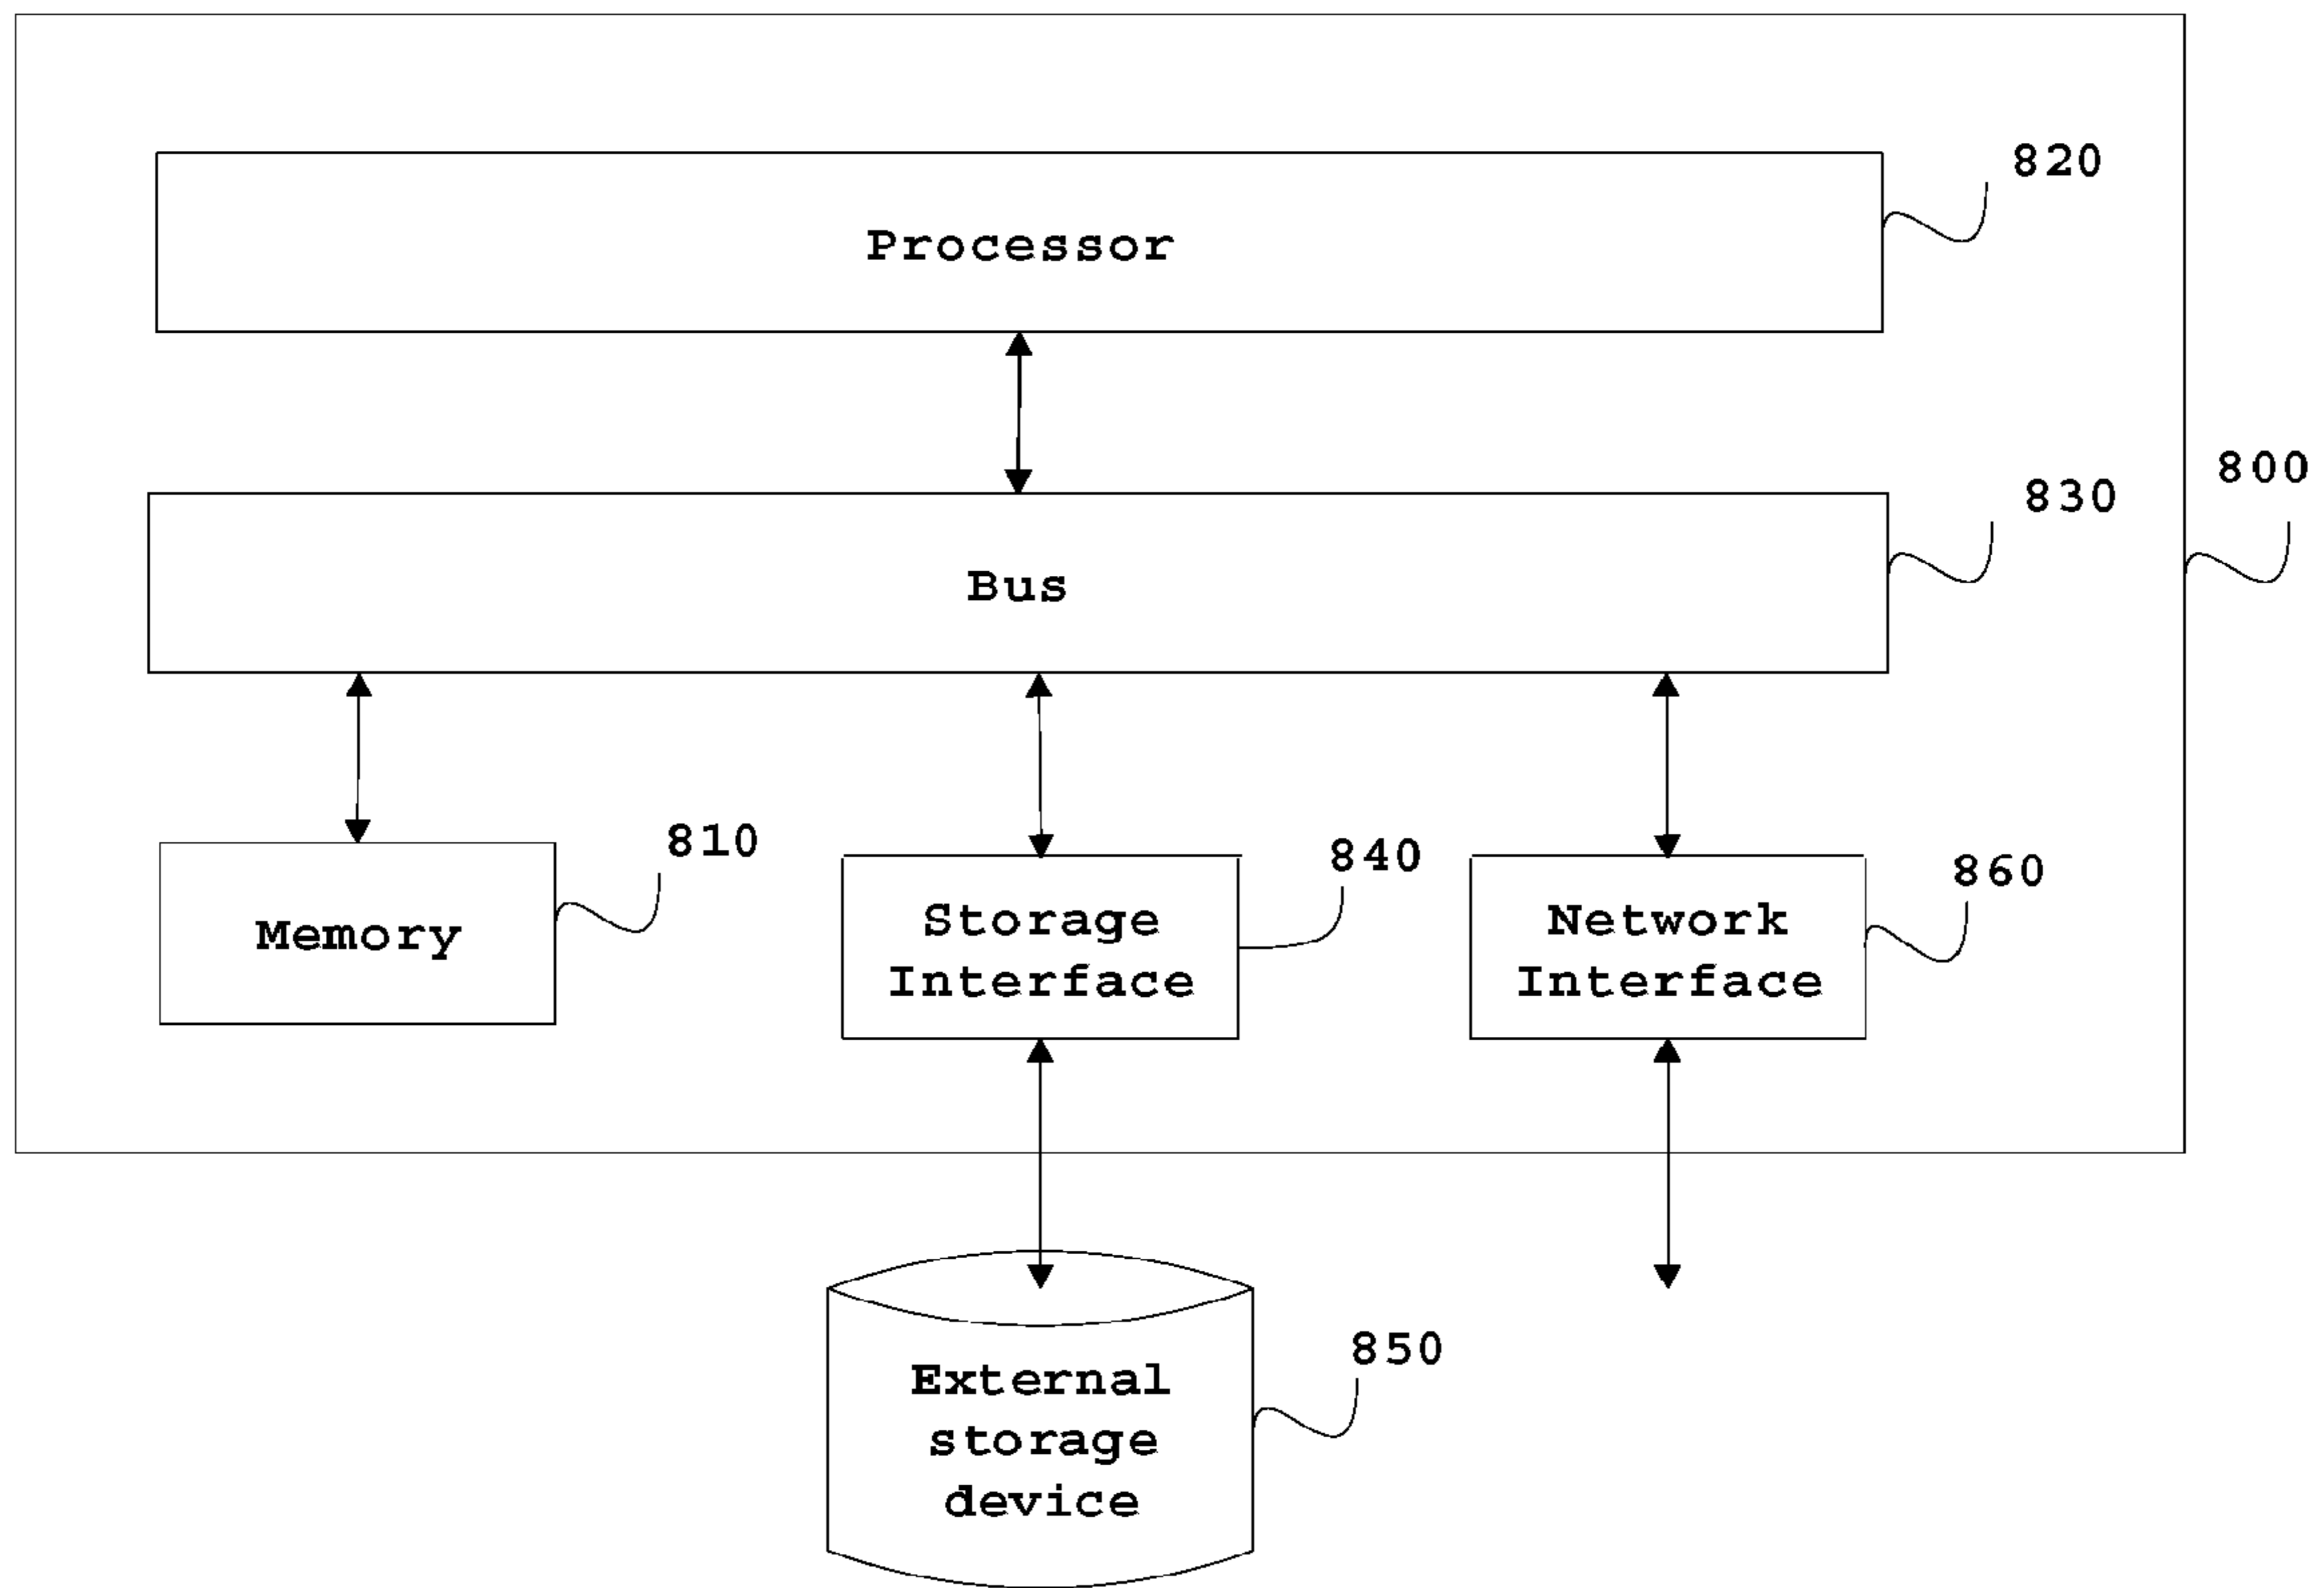 820
Processor
800
830
Bus
810
840
860
Memory
Storage
Interface
Network
Interface
850
External
storage
device